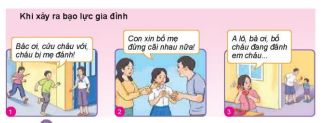 Khi xảy ra bạo lực gia đình
Bác ơi, cứu cháu với,
cháu bị mẹ đánh!
Con xin bố mẹ
đừng cãi nhau nữa!
A lô, bà ơi, bố
cháu đang đánh
em cháu...
1
2
3